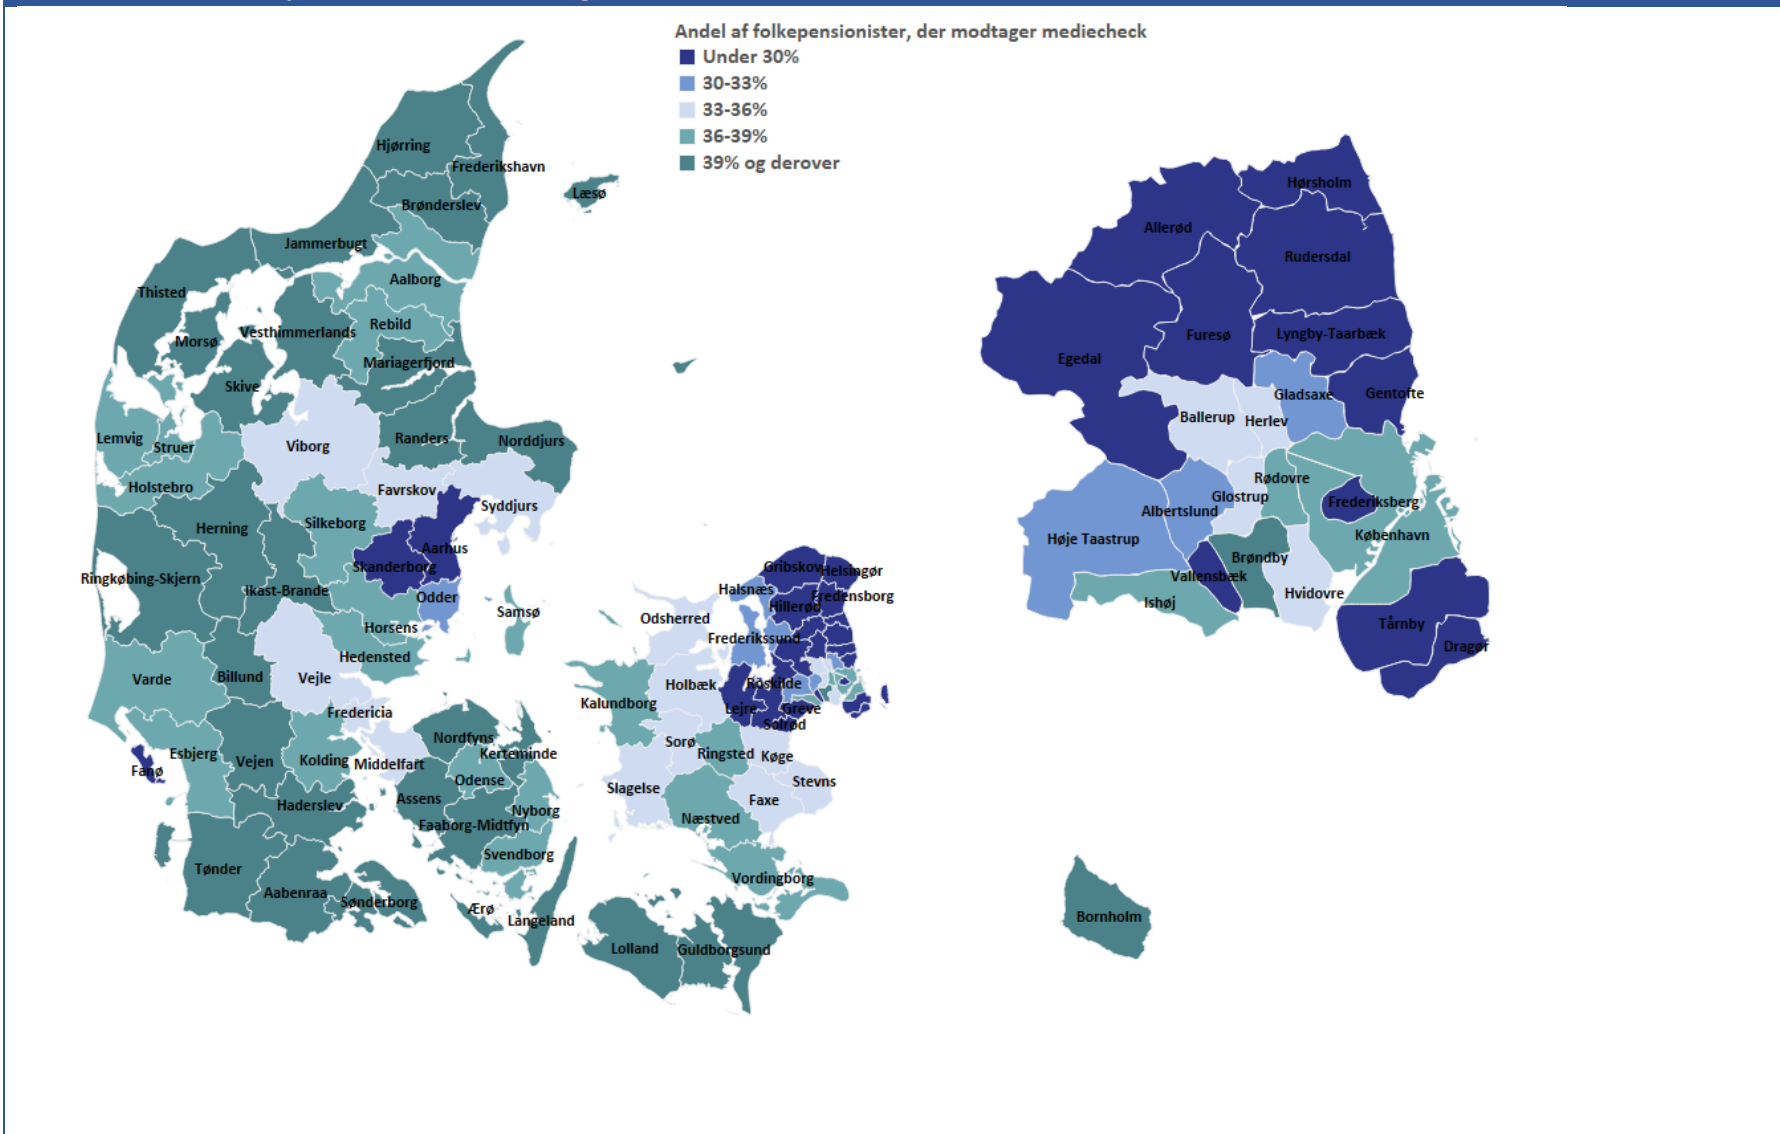 Andel af folkepensionister, der modtager mediecheck
Under 30%
30-33%
33-36%
36-39%
39% og derover
Hjørring
Frederikshavn
Læsø
Brønderslev
Jammerbugt
Aalborg
Thisted
Rebild
Vesthimmerlands
Morsø
Mariagerfjord
Skive
Lemvig
Struer
Viborg
Randers
Norddjurs
Holstebro
Favrskov
Syddjurs
Herning
Silkeborg
Aarhus
Skanderborg
Ringkøbing-Skjern
Ikast-Brande
Odder
Samsø
Horsens
Hedensted
Varde
Billund
Vejle
Fredericia
Esbjerg
Fanø
Vejen
Kolding
Middelfart
Nordfyns
Kerteminde
Odense
Assens
Nyborg
Haderslev
Faaborg-Midtfyn
Svendborg
Tønder
Aabenraa
Sønderborg
Ærø
Langeland
Gribskov
Helsingør
Halsnæs
Hillerød
Fredensborg
Odsherred
Frederikssund
Holbæk
Roskilde
Kalundborg
Lejre
Greve
Solrød
Sorø
Ringsted
Køge
Slagelse
Stevns
Faxe
Næstved
Vordingborg
Lolland
Guldborgsund
Hørsholm
Allerød
Rudersdal
Furesø
Lyngby-Taarbæk
Egedal
Gentofte
Gladsaxe
Ballerup
Herlev
Rødovre
Glostrup
Frederiksberg
Albertslund
København
Høje Taastrup
Brøndby
Vallensbæk
Hvidovre
Ishøj
Tårnby
Dragør
Bornholm